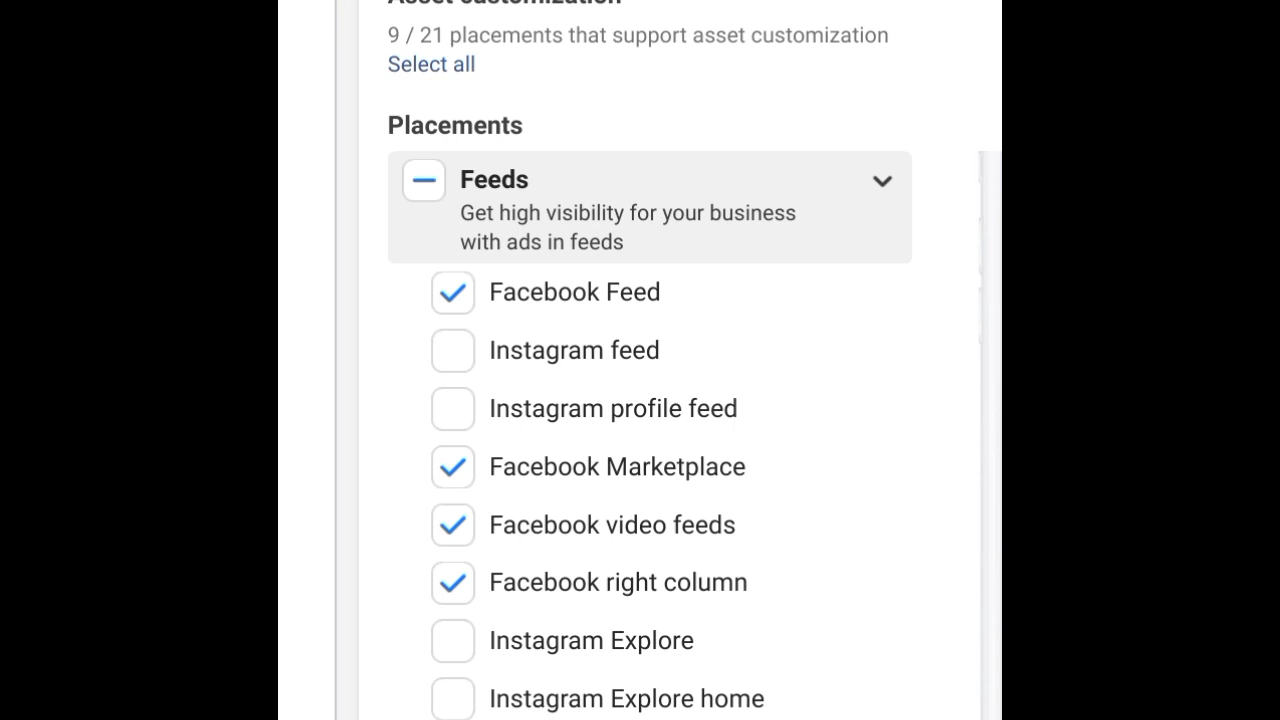 Asset customization
9 / 21 placements that support asset customization
Select all
Placements
Feeds
Get high visibility for your business
with ads in feeds
Facebook Feed
Instagram feed
Instagram profile feed
Facebook Marketplace
Facebook video feeds
Facebook right column
Instagram Explore
Instagram Explore home